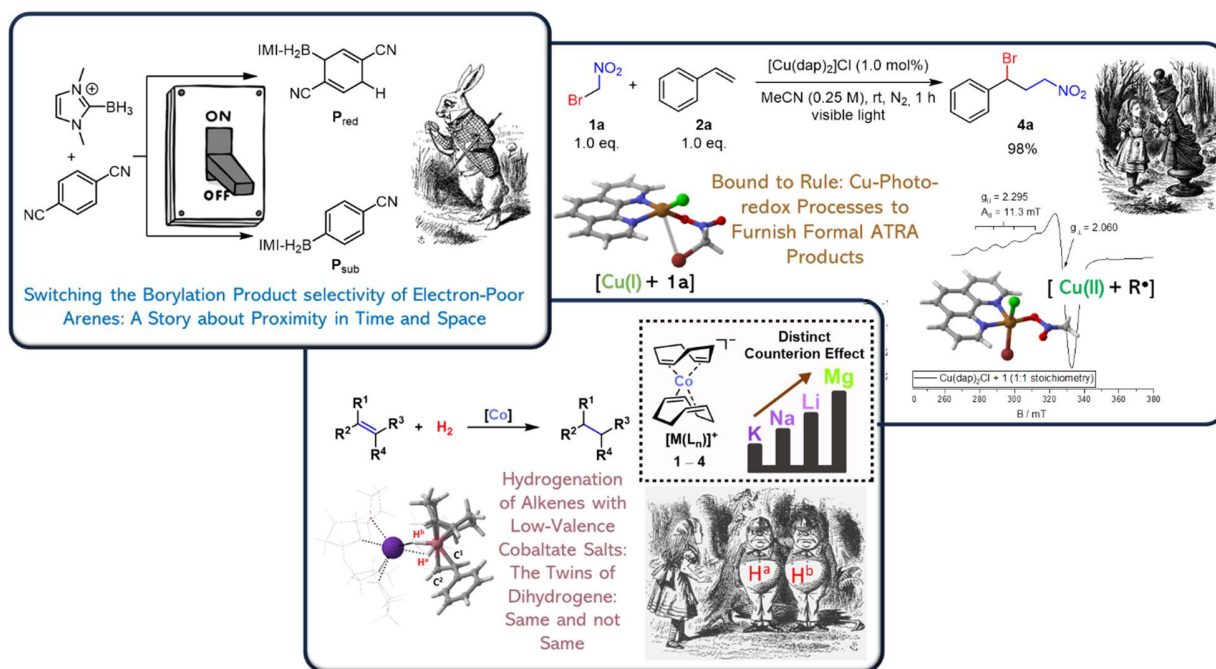 IMI-H2B
CN
CN
H
Pred
N
⊕
BH3
N
+
ON
OFF
CN
NC
CN
IMI-H2B
Psub
Switching the Borylation Product selectivity of Electron-Poor
Arenes: A Story about Proximity in Time and Space
NO2
Br
1a
1.0 eq.
+
2a
1.0 eq.
[Cu(dap)2]Cl (1.0 mol%)
MeCN (0.25 M), rt, N2, 1 h
visible light
Br
NO2
4a
98%
Bound to Rule: Cu-Photo-
redox Processes to
Furnish Formal ATRA
Products
[Cu(I) + 1a]
g|| = 2.295
A|| = 11.3 mT
g⊥ = 2.060
[ Cu(II) + R•]
Cu(dap)2Cl + 1 (1:1 stoichiometry)
260 280 300 320 340 360 380
B / mT
R1
R2
R3
R4
+ H2
[Co]
R1
R2
R3
R4
Co
⌝−
[M(Ln)]+
1 – 4
Distinct
Counterion Effect
K
Na
Li
Mg
Hydrogenation
of Alkenes with
Low-Valence
Cobaltate Salts:
The Twins of
Dihydrogene:
Same and not
Same
Hb
Ha
C1
C2
Ha
Hb